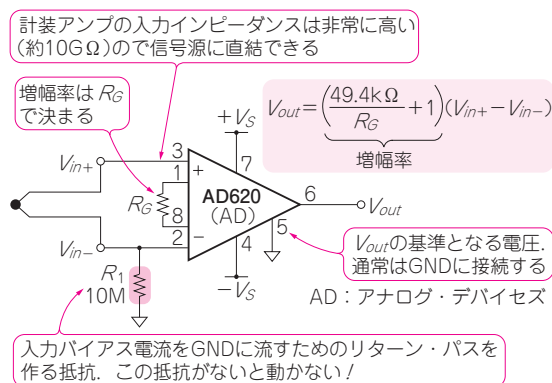 計装アンプの入力インピーダンスは非常に高い
(約10GΩ)ので信号源に直結できる
増幅率はRG
で決まる
Vout=(49.4kΩ/RG+1)(Vin+−Vin−)
増幅率
+VS
Vin+
3
1
7
+
RG
AD620
(AD)
6
Vout
8
5
Vin−
2
−
4
R1
10M
−VS
Voutの基準となる電圧.
通常はGNDに接続する
AD：アナログ・デバイセズ
入力バイアス電流をGNDに流すためのリターン・パスを
作る抵抗．この抵抗がないと動かない！